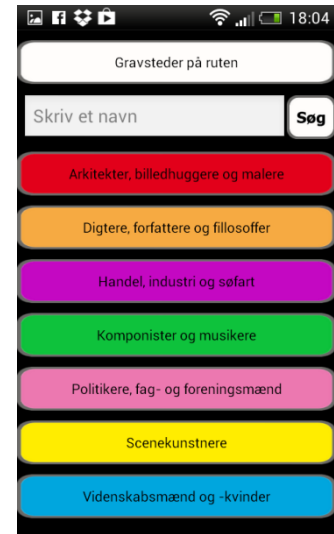 18:04
Gravsteder på ruten
Skriv et navn
Søg
Arkitekter, billedhuggere og malere
Digtere, forfattere og fillosoffer
Handel, industri og søfart
Komponister og musikere
Politikere, fag- og foreningsmænd
Scenekunstnere
Videnskabsmænd og -kvinder